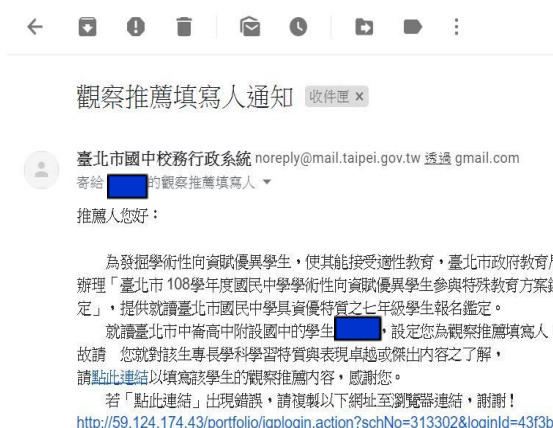 觀察推薦填寫人通知 收件匣 ×
臺北市國中校務行政系統 noreply@mail.taipei.gov.tw 透過 gmail.com
寄給 的觀察推薦填寫人
推薦人您好：
為發掘學術性向資賦優異學生，使其能接受適性教育，臺北市政府教育
辦理「臺北市 108學年度國民中學學術性向資賦優異學生參與特殊教育方案
定」，提供就讀臺北市國民中學具資優特質之七年級學生報名鑑定。
就讀臺北市中崙高中附設國中的學生 ，設定您為觀察推薦填寫人
故請 您就對該生專長學科學習特質與表現卓越或傑出內容之了解，
請點此連結以填寫該學生的觀察推薦內容，感謝您。
若「點此連結」出現錯誤，請複製以下網址至瀏覽器連結，謝謝！
http://59.124.174.43/portfolio/igplogin.action?schNo=313302&loginId=43f3b